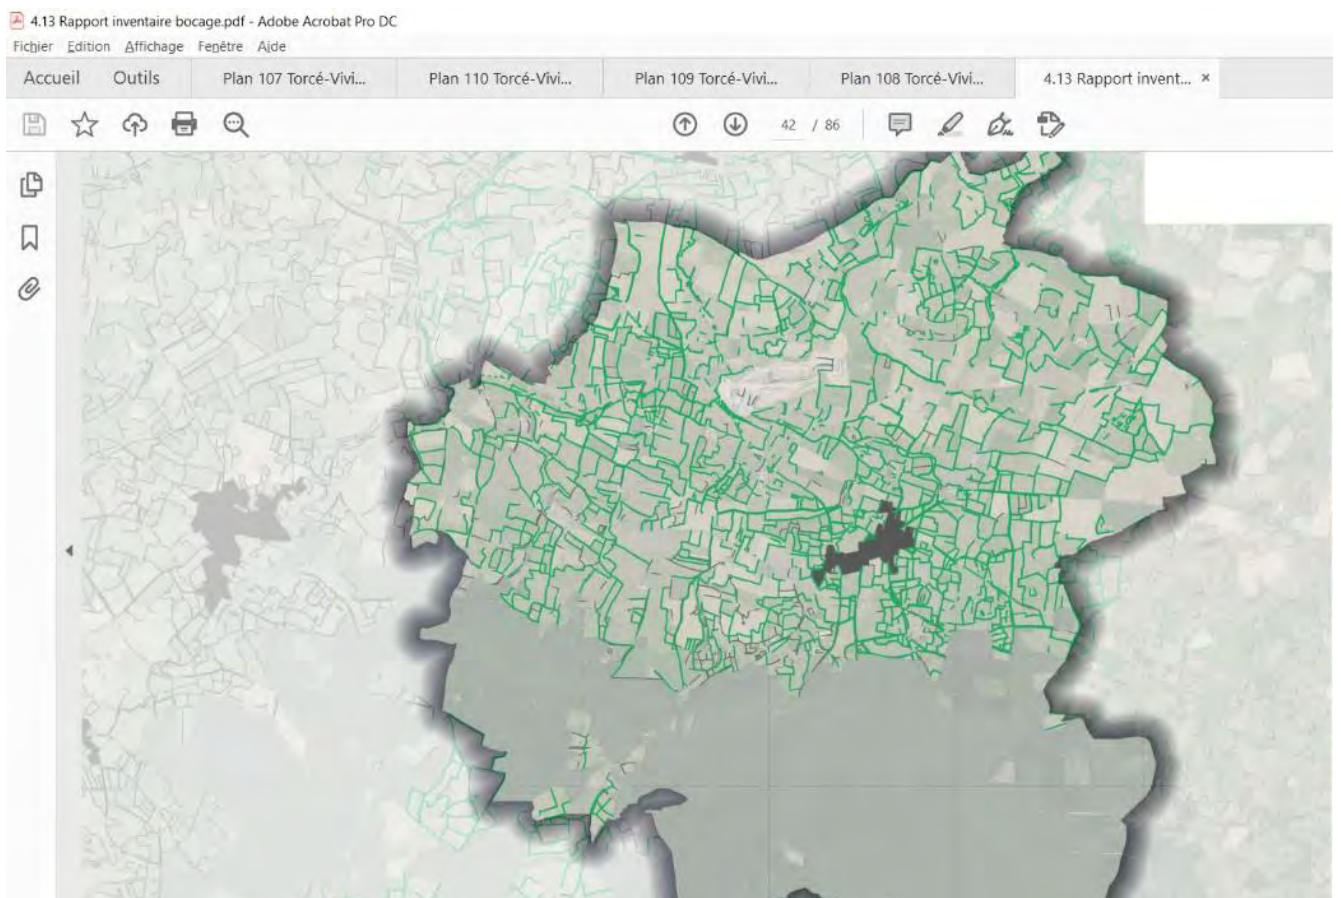 4.13 Rapport inventaire bocage.pdf - Adobe Acrobat Pro DC
Fichier Edition Affichage Fenêtre Aide
Accueil Outils Plan 107 Torcé-Vivi... Plan 110 Torcé-Vivi... Plan 109 Torcé-Vivi... Plan 108 Torcé-Vivi... 4.13 Rapport invent... ×
42 / 86